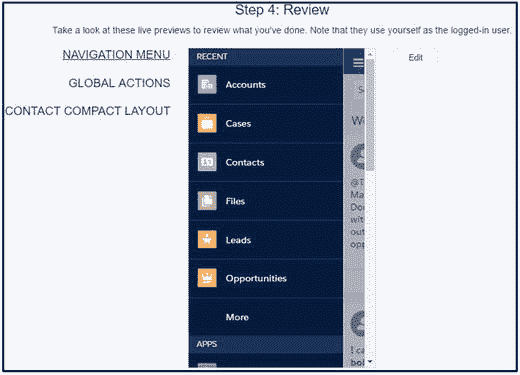 Step 4: Review
Take a look at these live previews to review what you've done. Note that they use yourself as the logged-in user.
NAVIGATION MENU
GLOBAL ACTIONS
CONTACT COMPACT LAYOUT
RECENT
Accounts
Cases
Contacts
Files
Leads
Opportunities
More
APPS
Edit